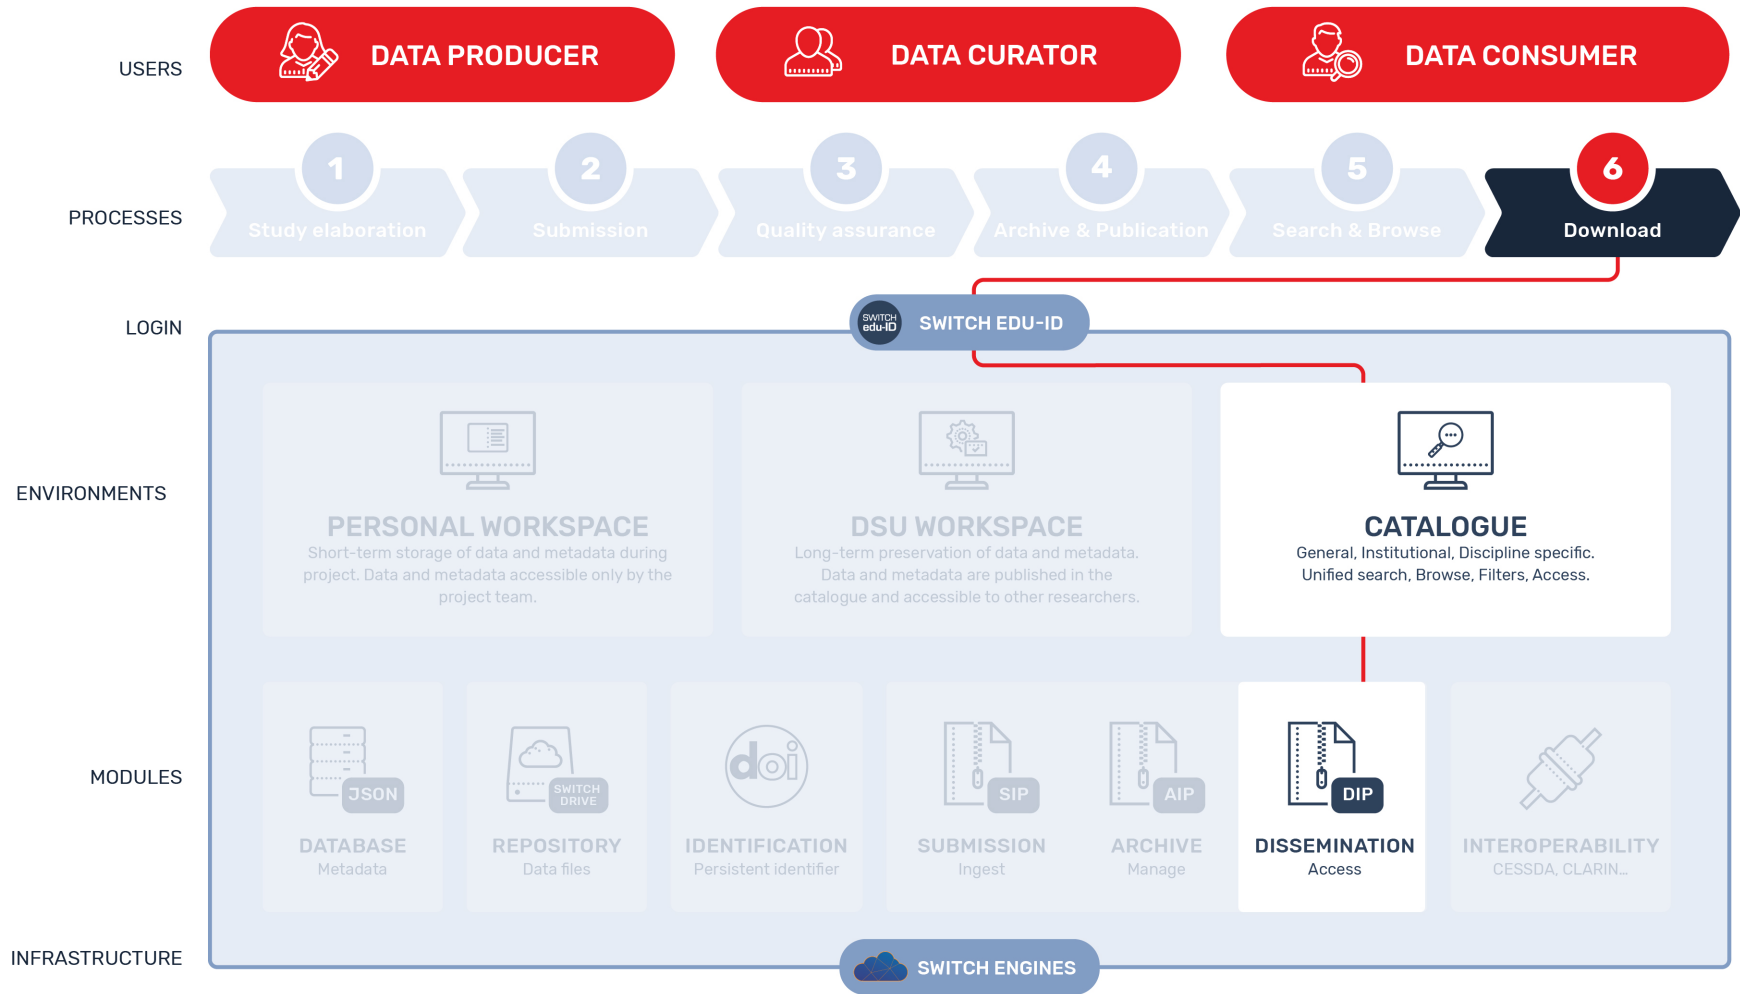 USERS
DATA PRODUCER
DATA CURATOR
DATA CONSUMER
PROCESSES
1
Study elaboration
2
Submission
3
Quality assurance
4
Archive & Publication
5
Search & Browse
6
Download
LOGIN
SWITCH
edu-ID
SWITCH EDU-ID
ENVIRONMENTS
PERSONAL WORKSPACE
Short-term storage of data and metadata during
project. Data and metadata accessible only by the
project team.
DSU WORKSPACE
Long-term preservation of data and metadata.
Data and metadata are published in the
catalogue and accessible to other researchers.
CATALOGUE
General, Institutional, Discipline specific.
Unified search, Browse, Filters, Access.
MODULES
JSON
DATABASE
Metadata
SWITCH
DRIVE
REPOSITORY
Data files
doi
IDENTIFICATION
Persistent identifier
SIP
SUBMISSION
Ingest
AIP
ARCHIVE
Manage
DIP
DISSEMINATION
Access
INTEROPERABILITY
CESSDA, CLARIN...
INFRASTRUCTURE
SWITCH ENGINES